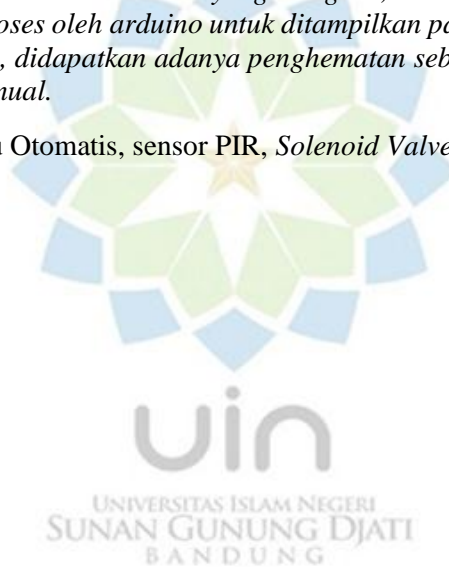 oses oleh arduino untuk ditampilkan pa
, didapatkan adanya penghematan seb
nual.
u Otomatis, sensor PIR, Solenoid Valve
uin
UNIVERSITAS ISLAM NEGERI
SUNAN GUNUNG DJATI
BANDUNG